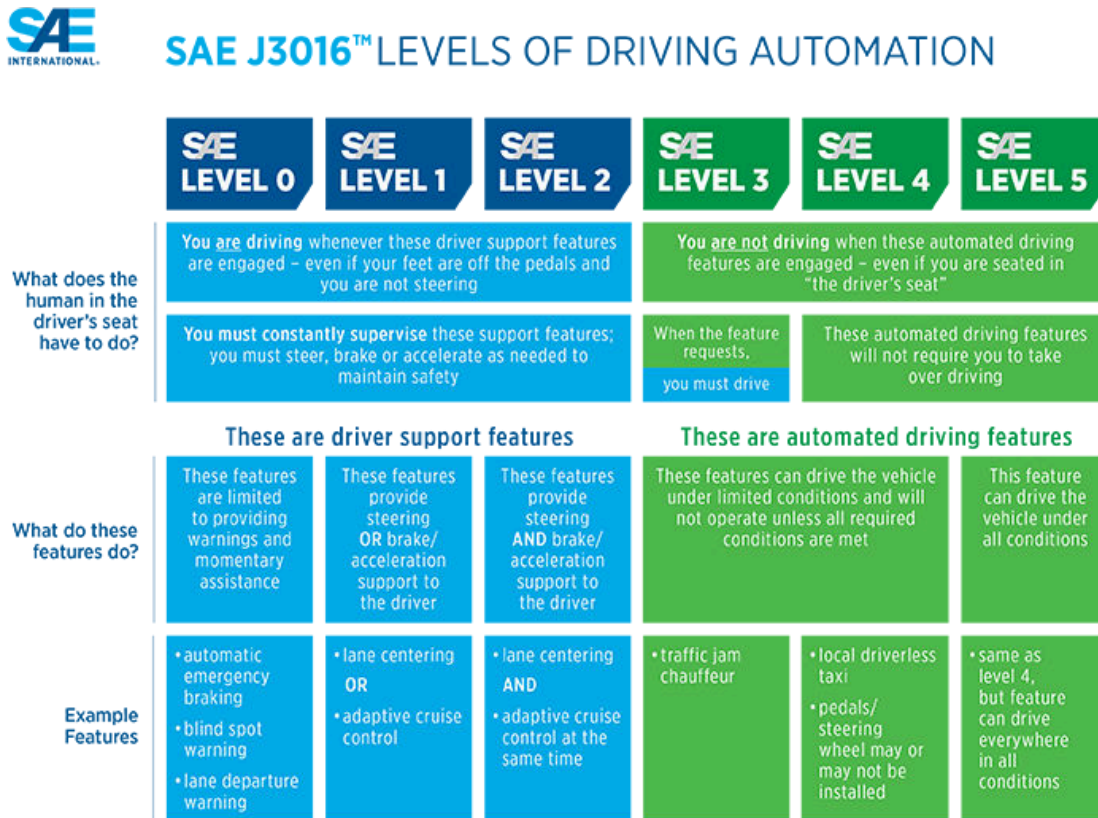 SAE
INTERNATIONAL®
SAE J3016™ LEVELS OF DRIVING AUTOMATION
SAE
LEVEL 0
SAE
LEVEL 1
SAE
LEVEL 2
SAE
LEVEL 3
SAE
LEVEL 4
SAE
LEVEL 5
What does the
human in the
driver's seat
have to do?
You are driving whenever these driver support features
are engaged – even if your feet are off the pedals and
you are not steering
You are not driving when these automated driving
features are engaged – even if you are seated in
“the driver's seat”
You must constantly supervise these support features;
you must steer, brake or accelerate as needed to
maintain safety
When the feature
requests,
you must drive
These automated driving features
will not require you to take
over driving
These are driver support features
These are automated driving features
What do these
features do?
These features
are limited
to providing
warnings and
momentary
assistance
These features
provide
steering
OR brake/
acceleration
support to
the driver
These features
provide
steering
AND brake/
acceleration
support to
the driver
These features can drive the vehicle
under limited conditions and will
not operate unless all required
conditions are met
This feature
can drive the
vehicle under
all conditions
Example
Features
• automatic
emergency
braking
• blind spot
warning
• lane departure
warning
• lane centering
OR
• adaptive cruise
control
• lane centering
AND
• adaptive cruise
control at the
same time
• traffic jam
chauffeur
• local driverless
taxi
• pedals/
steering
wheel may or
may not be
installed
• same as
level 4,
but feature
can drive
everywhere
in all
conditions